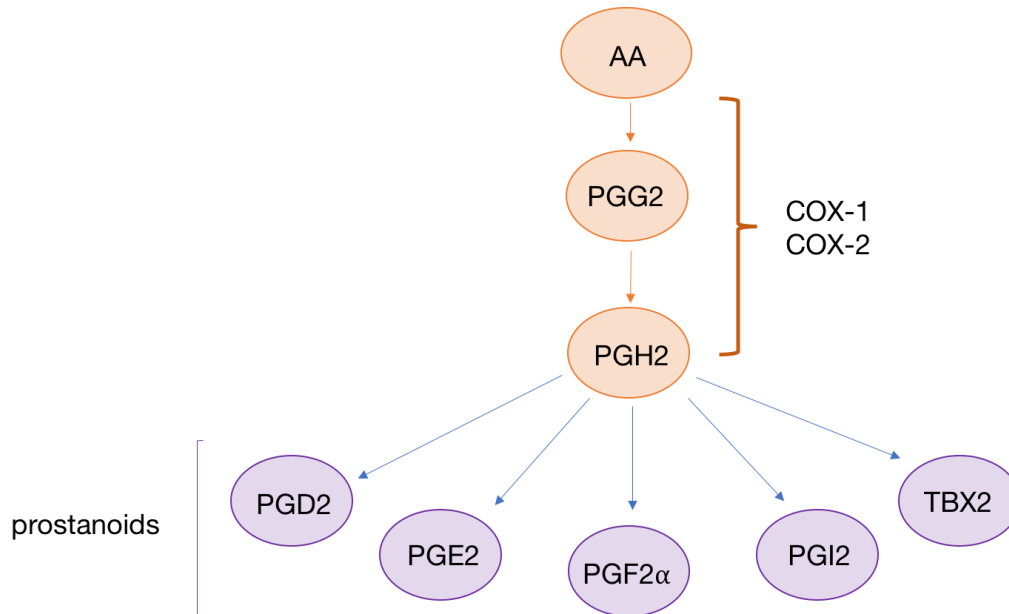 AA
PGG2
COX-1
COX-2
PGH2
PGD2
TBX2
prostanoids
PGE2
PGI2
PGF2α